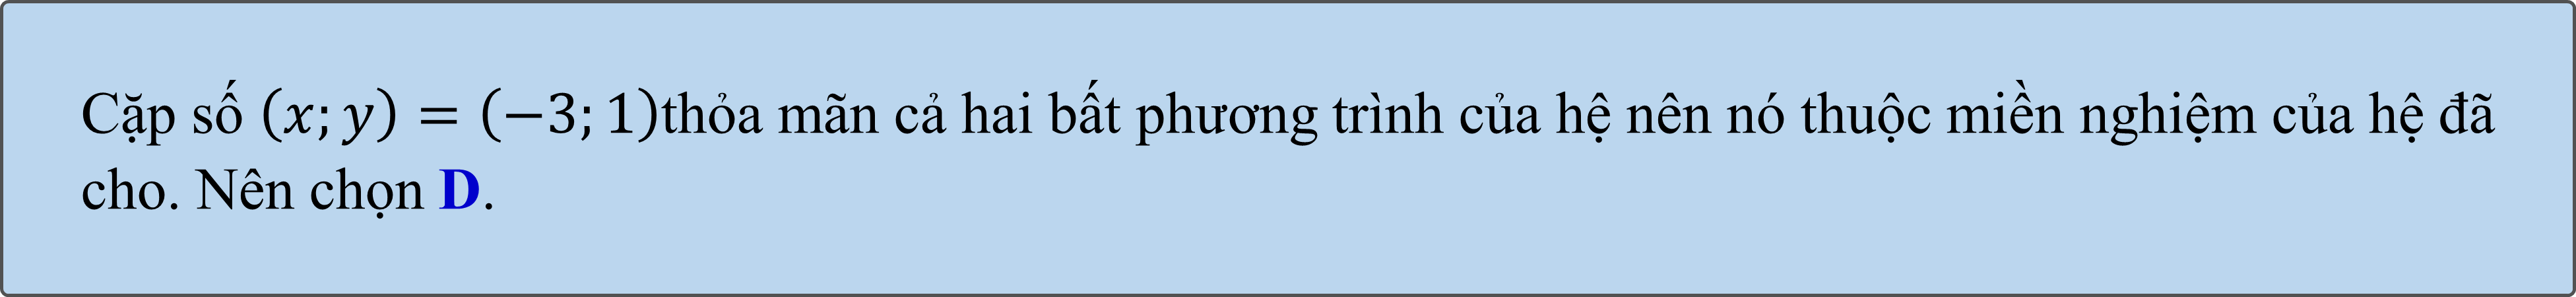 Cặp số (x; y) = (−3; 1)thỏa mãn cả hai bất phương trình của hệ nên nó thuộc miền nghiệm của hệ đã
cho. Nên chọn D.